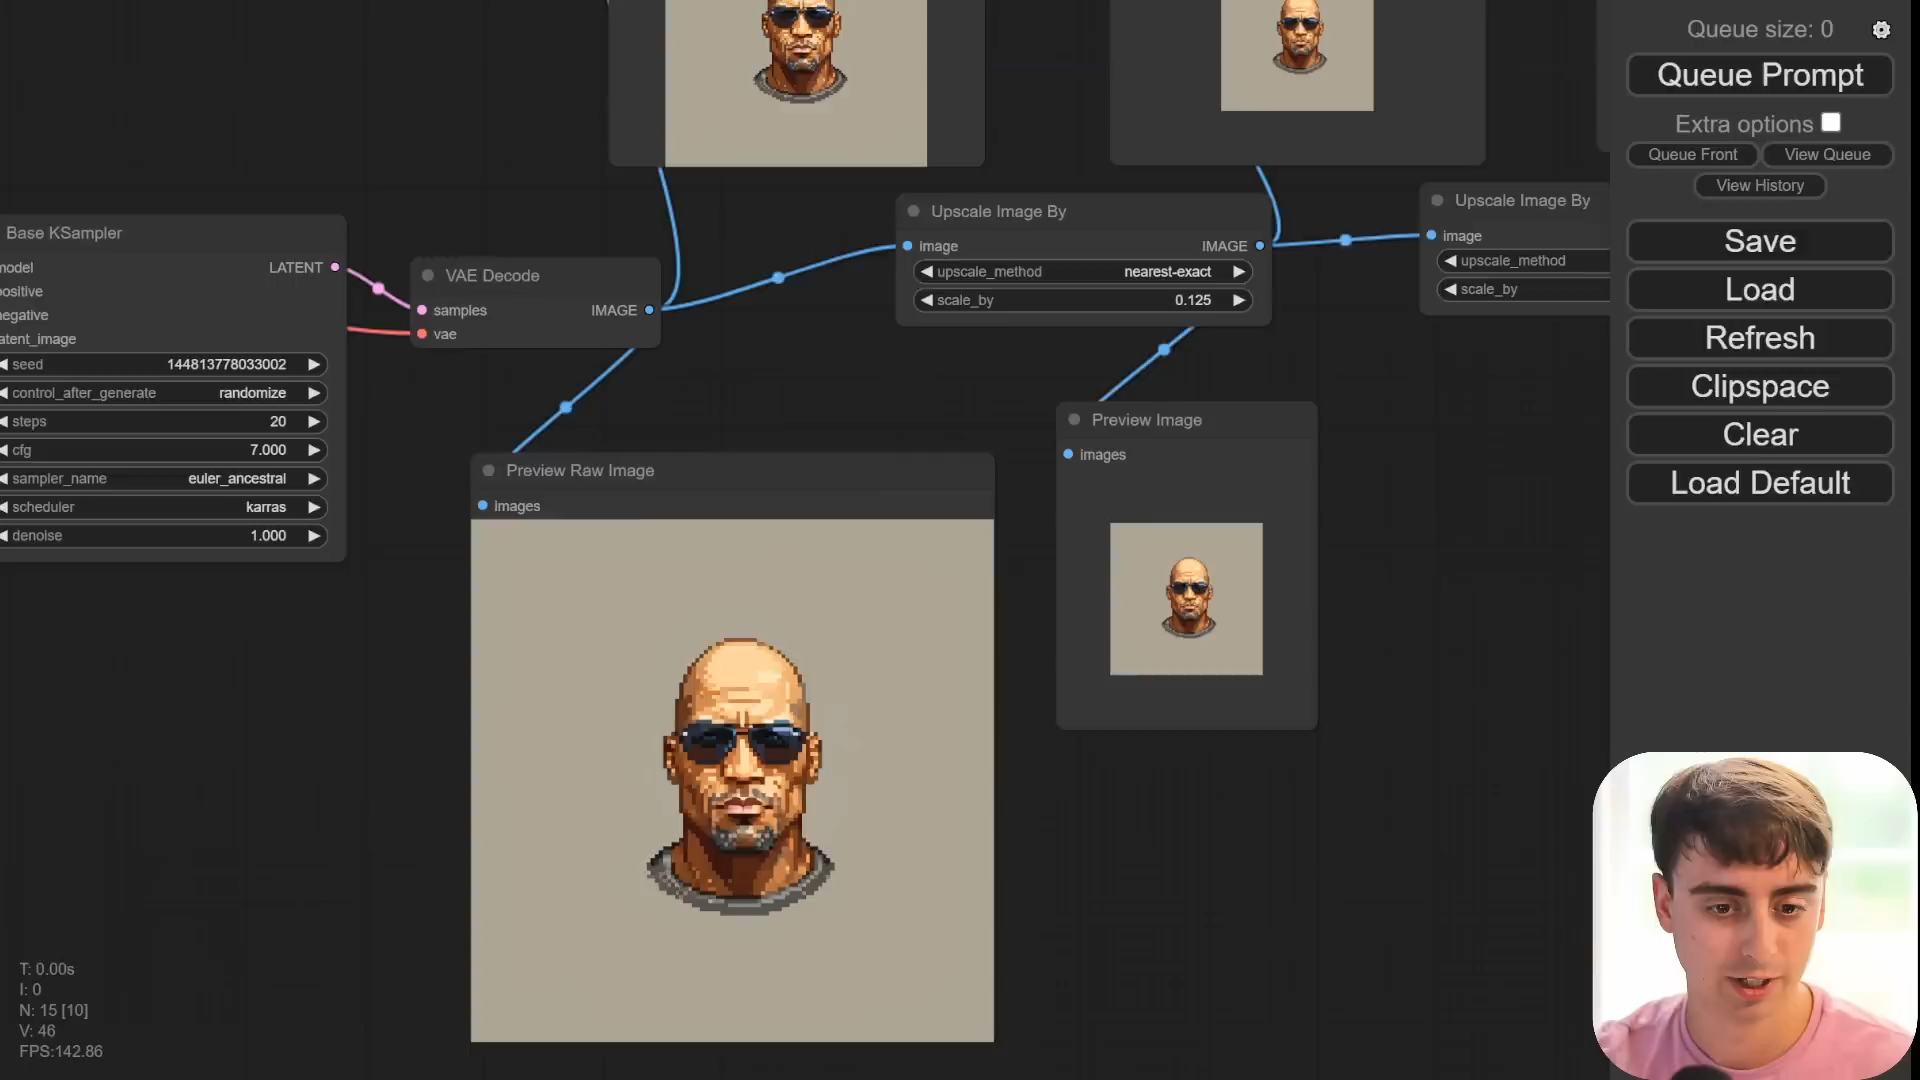 Queue size: 0
Queue Prompt
Extra options
Queue Front
View Queue
View History
Save
Load
Refresh
Clipspace
Clear
Load Default
Base KSampler
model
LATENT
positive
negative
latent_image
seed
144813778033002
control_after_generate
randomize
steps
20
cfg
7.000
sampler_name
euler_ancestral
scheduler
karras
denoise
1.000
VAE Decode
samples
IMAGE
vae
Upscale Image By
image
IMAGE
upscale_method
nearest-exact
scale_by
0.125
Upscale Image By
image
upscale_method
scale_by
Preview Raw Image
images
Preview Image
images
T: 0.00s
I: 0
N: 15 [10]
V: 46
FPS:142.86